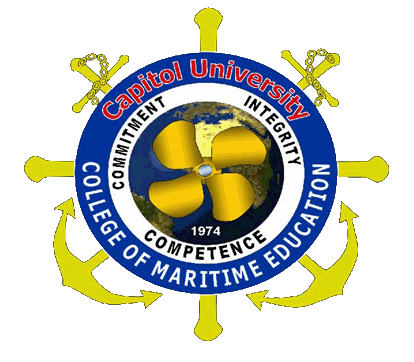 Capitol University
COMMITMENT
INTEGRITY
COMPETENCE
1974
COLLEGE OF MARITIME EDUCATION